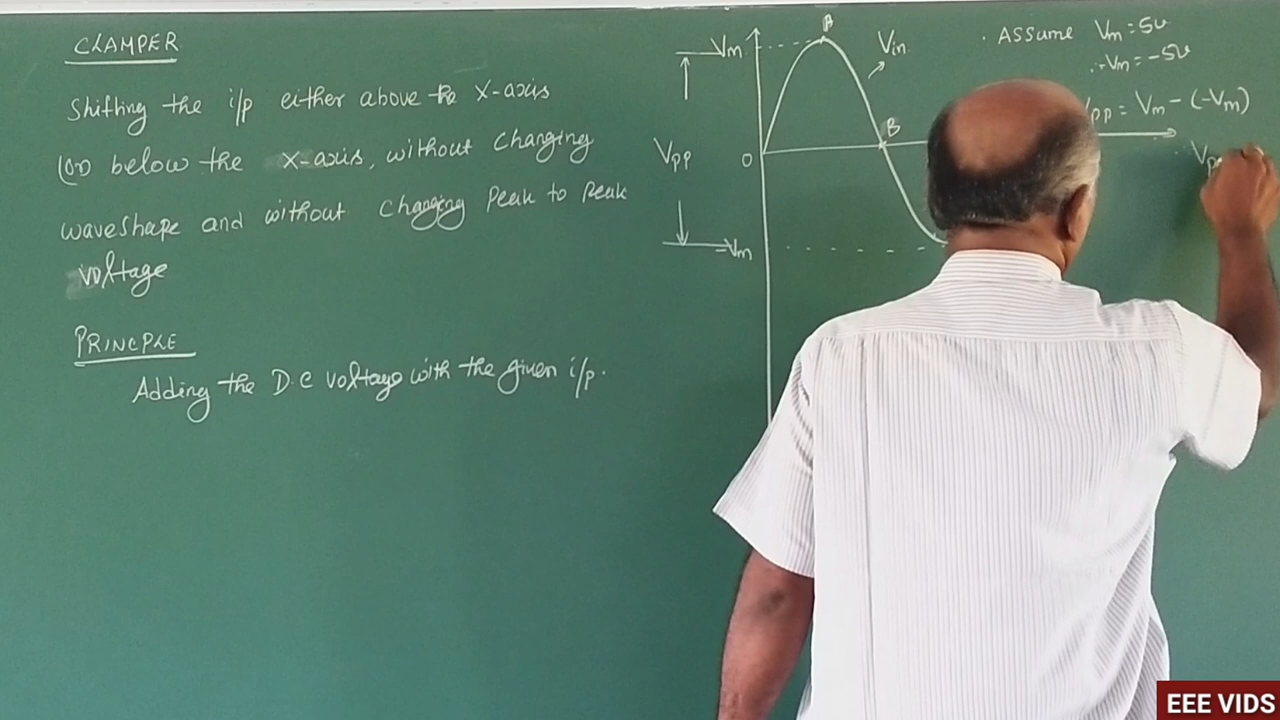 CLAMPER
Shifting the i/p either above the X-axis
(or) below the X-axis, without changing
waveshape and without changing Peak to Peak
voltage
PRINCPLE
Adding the D.C voltage with the given i/p.
Vm
Vpp
0
-Vm
B
Vin
Assume Vm = 5v
∴ -Vm = -5v
pp = Vm - (-Vm)
Vp
EEE VIDS